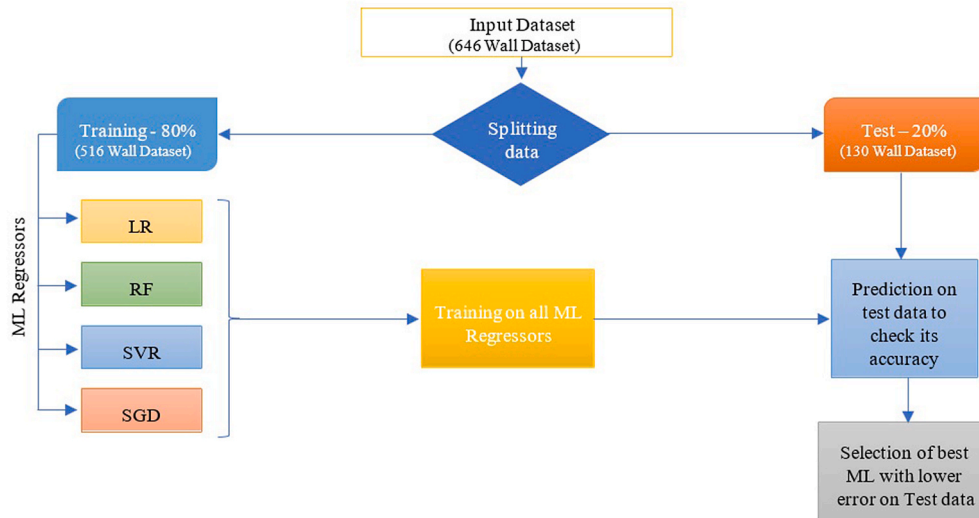 Input Dataset
(646 Wall Dataset)
Splitting
data
Training - 80%
(516 Wall Dataset)
Test – 20%
(130 Wall Dataset)
ML Regressors
LR
RF
SVR
SGD
Training on all ML
Regressors
Prediction on
test data to
check its
accuracy
Selection of best
ML with lower
error on Test data